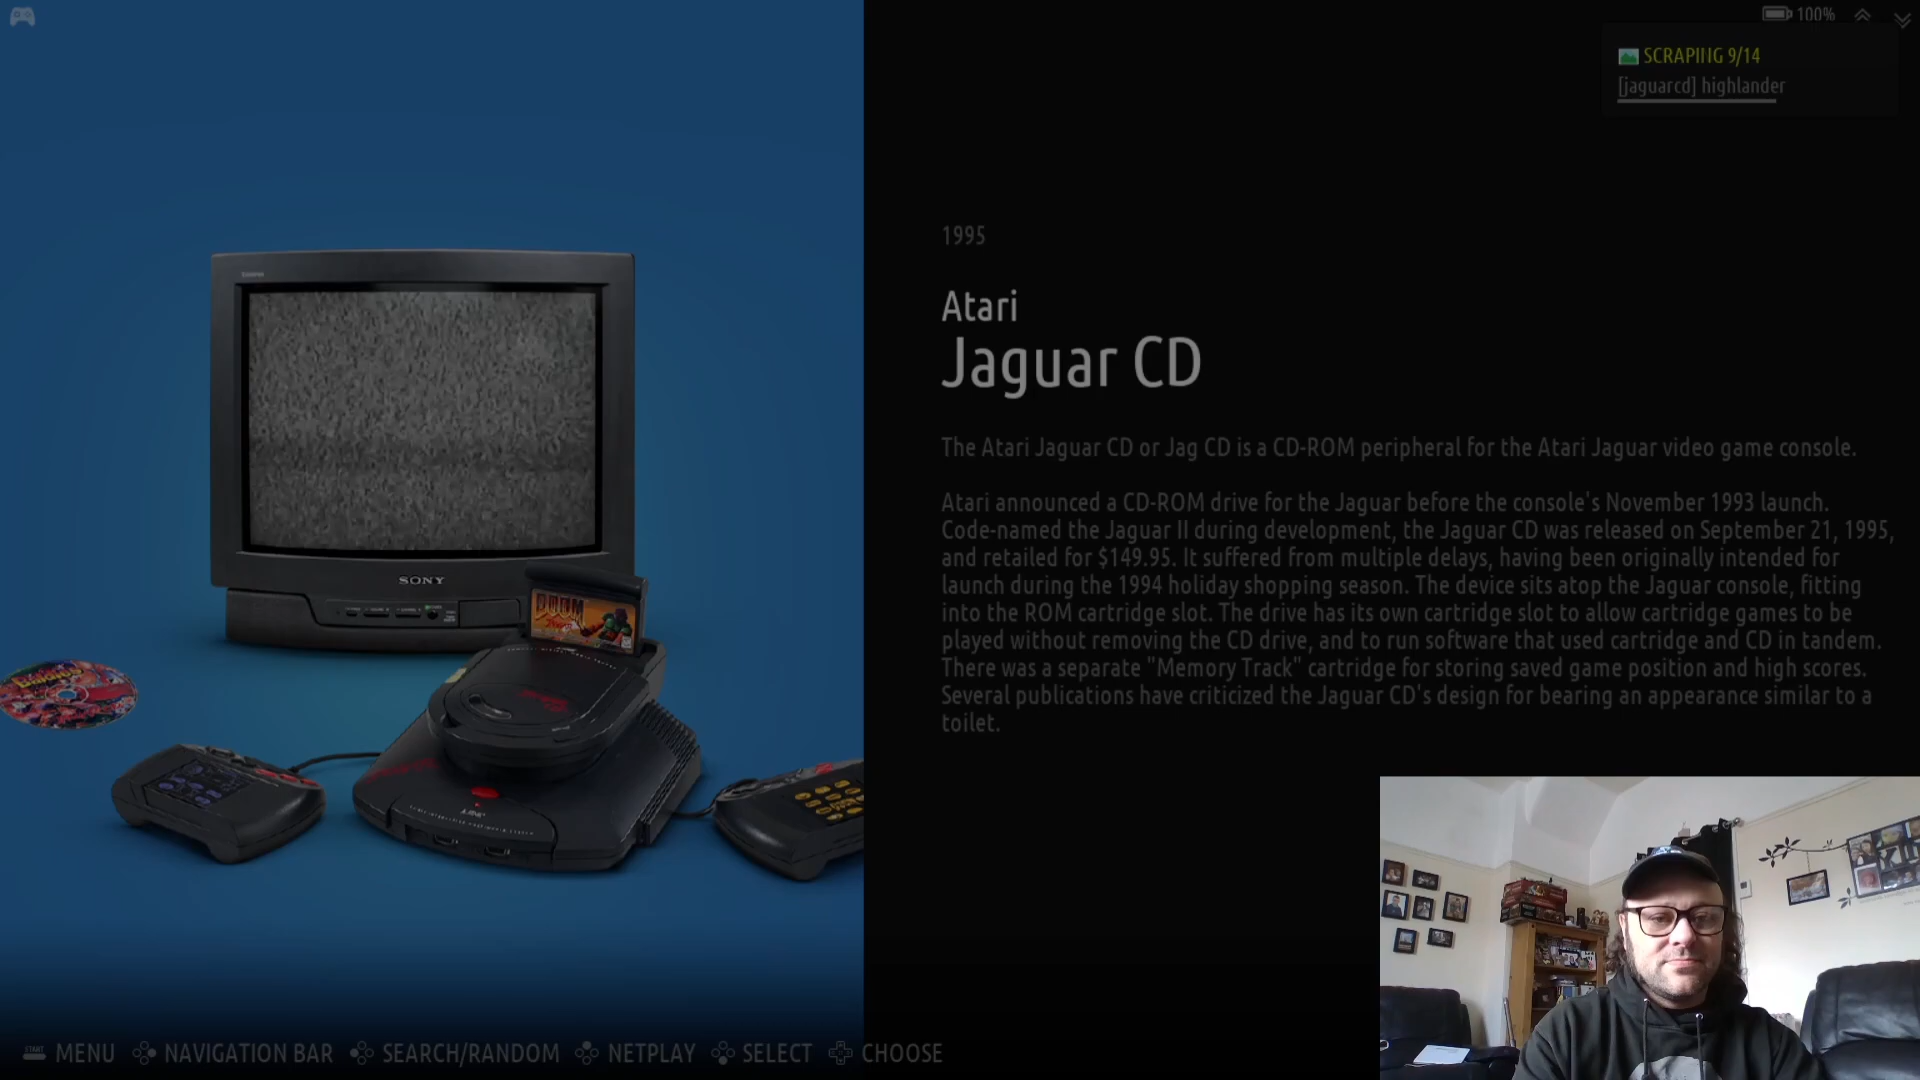 100%
SCRAPING 9/14
[jaguarcd] highlander
1995
Atari
Jaguar CD
The Atari Jaguar CD or Jag CD is a CD-ROM peripheral for the Atari Jaguar video game console.
Atari announced a CD-ROM drive for the Jaguar before the console's November 1993 launch.
Code-named the Jaguar II during development, the Jaguar CD was released on September 21, 1995,
and retailed for $149.95. It suffered from multiple delays, having been originally intended for
launch during the 1994 holiday shopping season. The device sits atop the Jaguar console, fitting
into the ROM cartridge slot. The drive has its own cartridge slot to allow cartridge games to be
played without removing the CD drive, and to run software that used cartridge and CD in tandem.
There was a separate "Memory Track" cartridge for storing saved game position and high scores.
Several publications have criticized the Jaguar CD's design for bearing an appearance similar to a
toilet.
SONY
DOOM
START MENU NAVIGATION BAR SEARCH/RANDOM NETPLAY SELECT CHOOSE